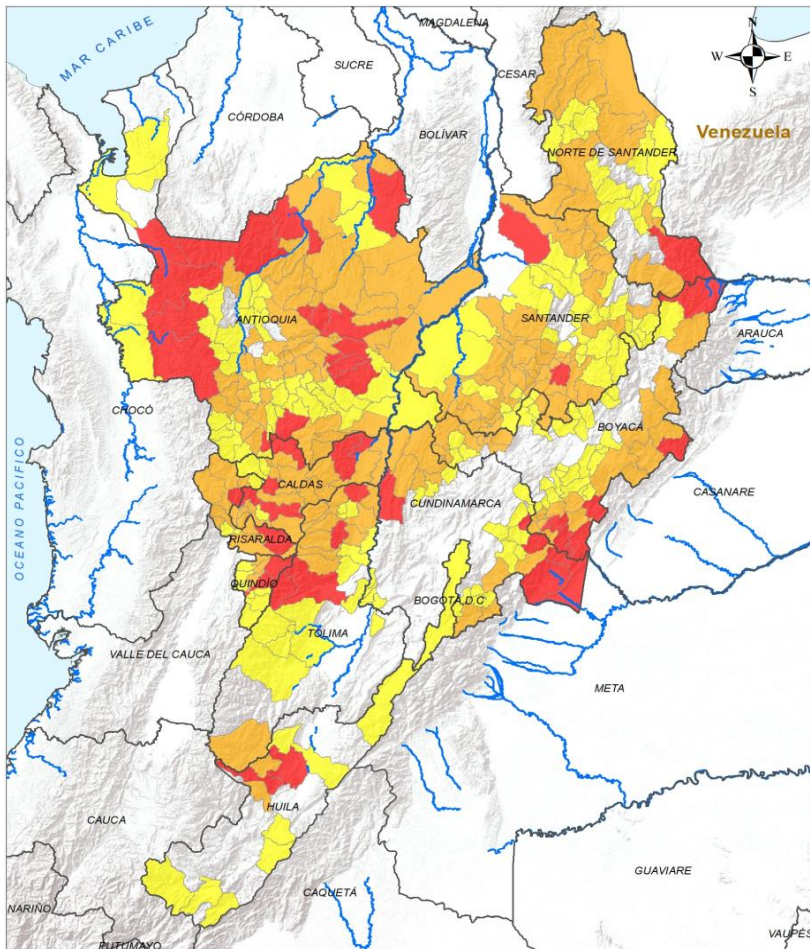 MAGDALENA
N
W E
S
MAR CARIBE
SUCRE
CESAR
CÓRDOBA
BOLÍVAR
Venezuela
NORTE DE SANTANDER
ANTIOQUIA
SANTANDER
ARAUCA
CHOCÓ
BOYACÁ
OCEANO PACIFICO
CALDAS
CUNDINAMARCA
CASANARE
RISARALDA
QUINDÍO
BOGOTÁ, D.C
TOLIMA
VALLE DEL CAUCA
META
HUILA
CAUCA
GUAVIARE
CAQUETÁ
NARIÑO
PUTUMAYO
VAUPES